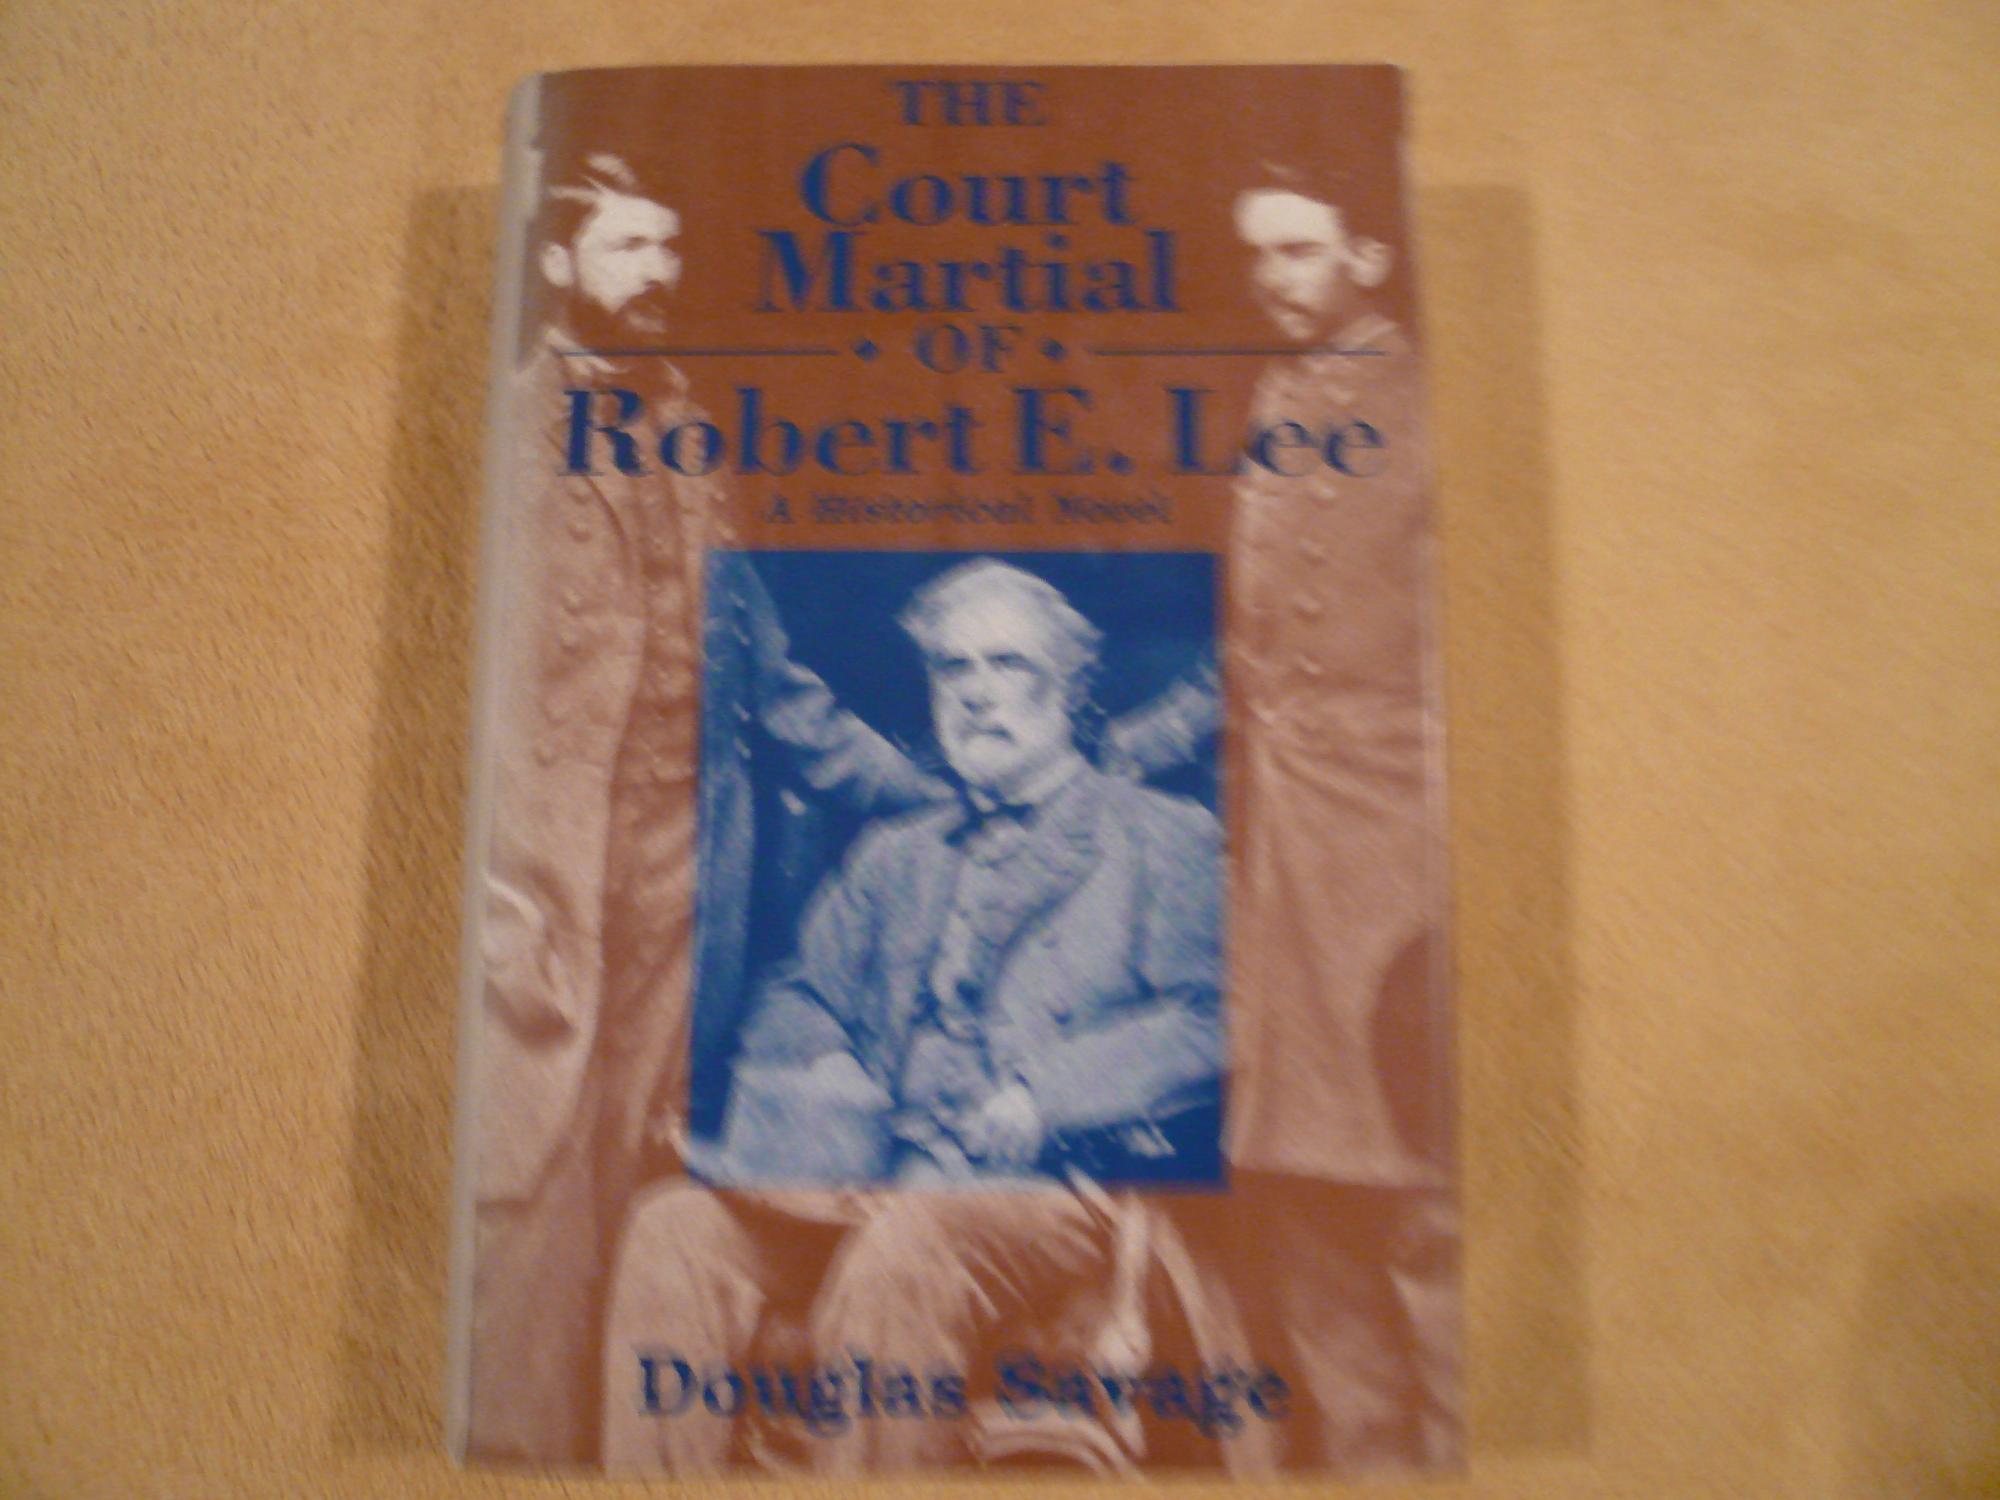 THE
Court
Martial
• OF •
Robert E. Lee
A Historical Novel
Douglas Savage